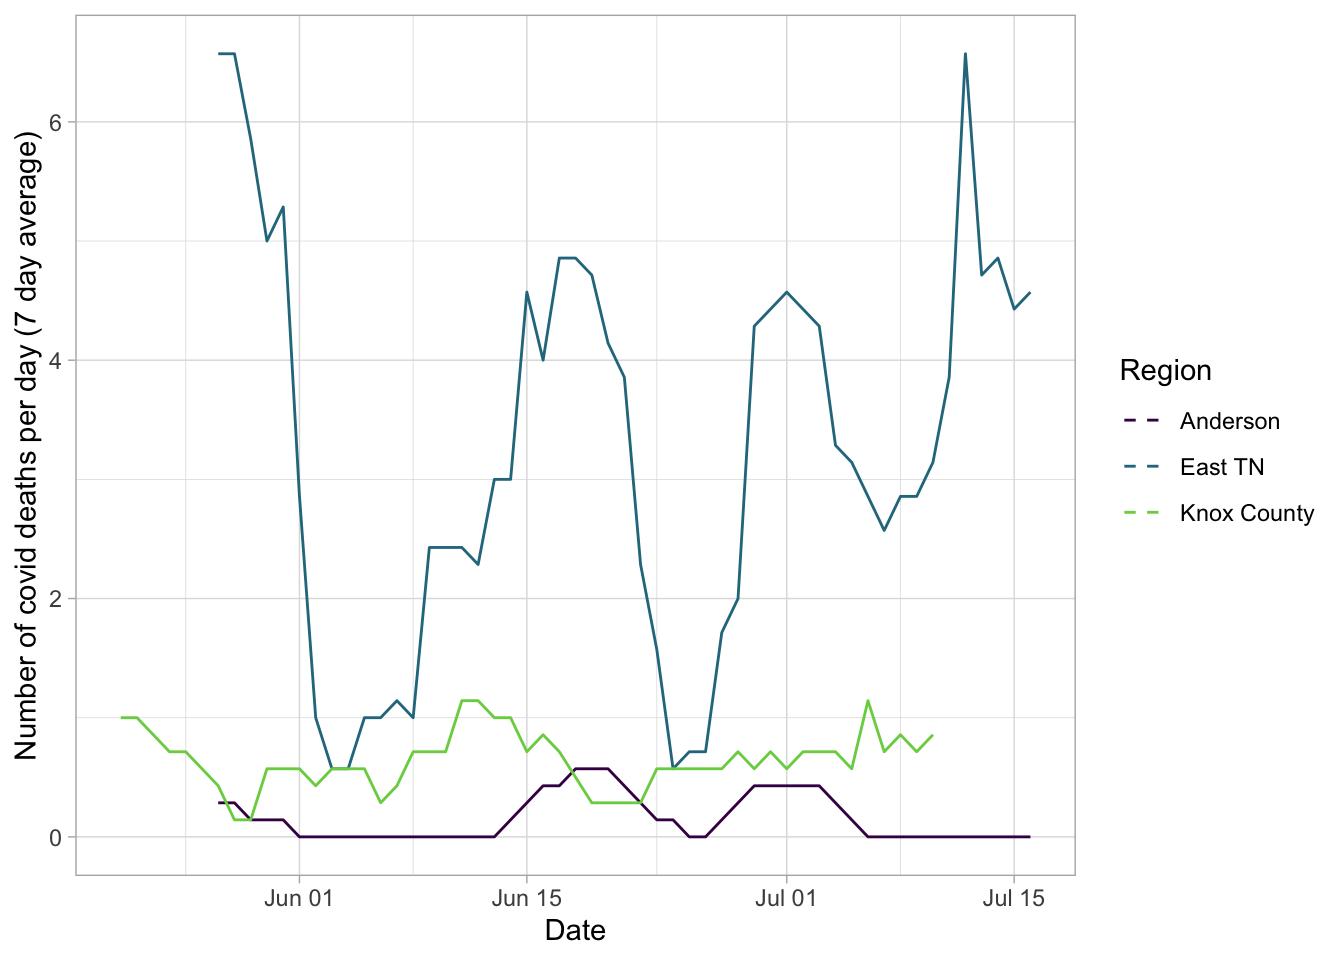 Number of covid deaths per day (7 day average)
6
4
2
0
Jun 01
Jun 15
Jul 01
Jul 15
Date
Region
Anderson
East TN
Knox County